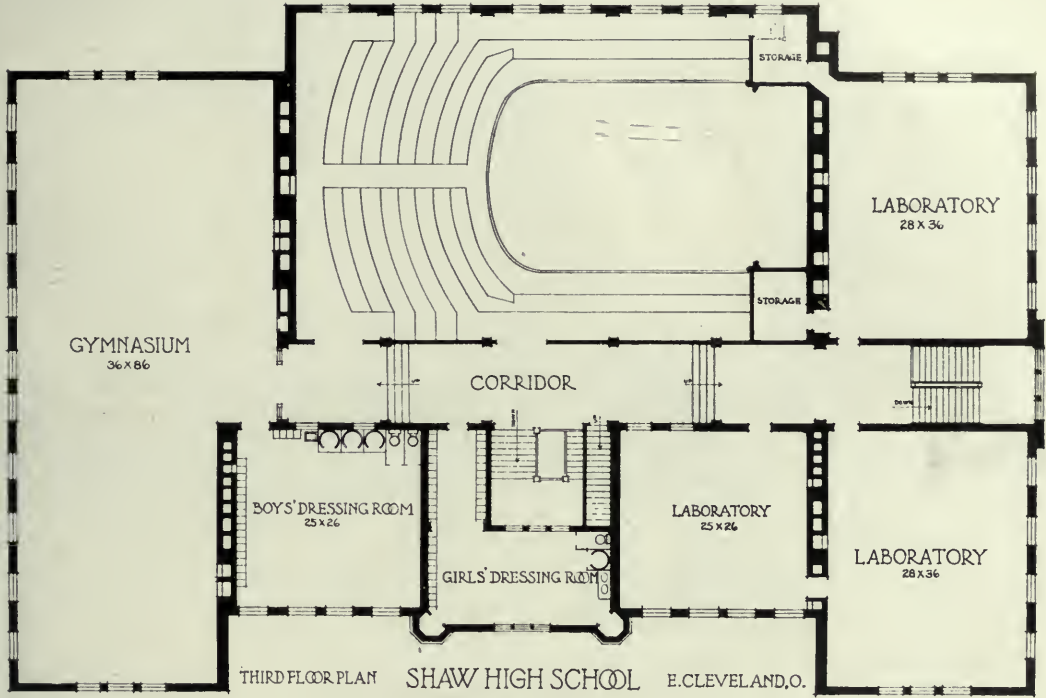 STORAGE
LABORATORY
28 X 36
STORAGE
GYMNASIUM
36 X 86
CORRIDOR
DOWN
BOYS' DRESSING ROOM
25 X 26
LABORATORY
25 X 26
LABORATORY
28 X 36
GIRLS' DRESSING ROOM
THIRD FLOOR PLAN SHAW HIGH SCHOOL E. CLEVELAND, O.